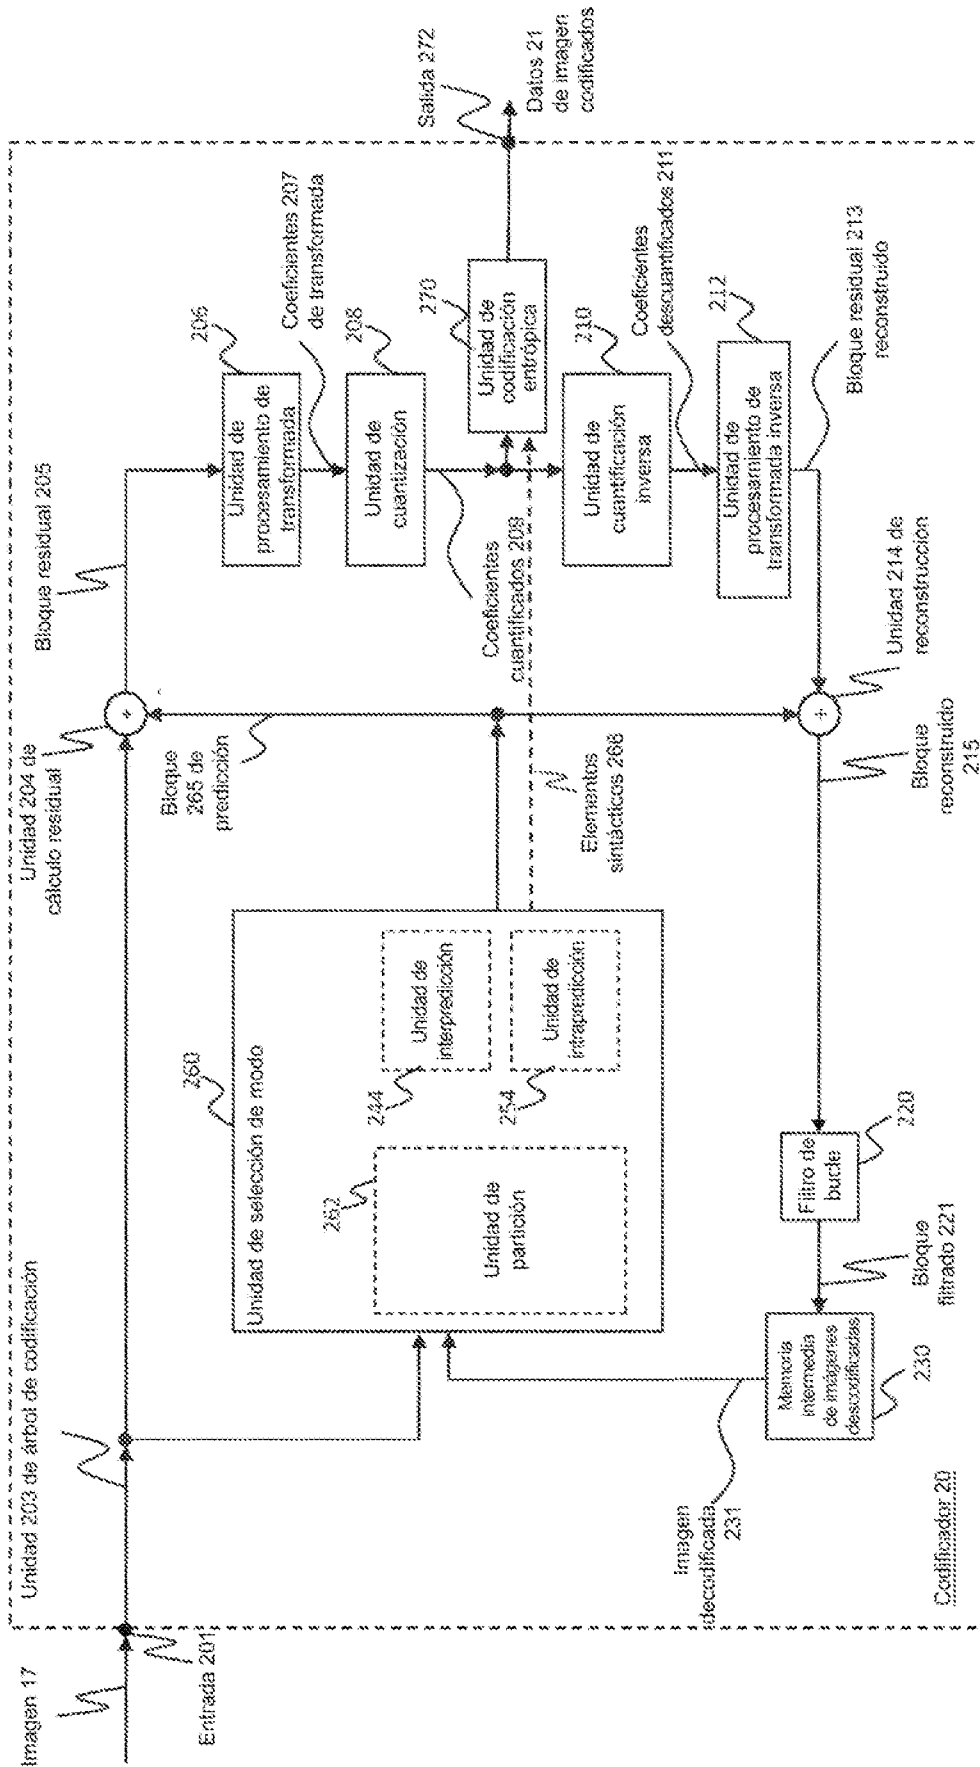 Imagen 17
Entrada 201
Unidad 203 de árbol de codificación
Unidad 204 de
cálculo residual
Bloque residual 205
206
Unidad de
procesamiento de
transformada
Coeficientes 207
de transformada
208
Unidad de
cuantización
Coeficientes
cuantificados 209
270
Unidad de
codificación
entrópica
Salida 272
Datos 21
de imagen
codificados
210
Unidad de
cuantificación
inversa
Coeficientes
descuantificados 211
212
Unidad de
procesamiento de
transformada inversa
Bloque residual 213
reconstruido
Unidad 214 de
reconstrucción
Bloque
reconstruido
215
Bloque
265 de
predicción
Elementos
sintácticos 266
260
Unidad de selección de modo
262
Unidad de
partición
244
Unidad de
interpredicción
254
Unidad de
intrapredicción
220
Filtro de
bucle
Bloque
filtrado 221
230
Memoria
intermedia
de imágenes
descodificadas
Imagen
decodificada
231
Codificador 20
+
+